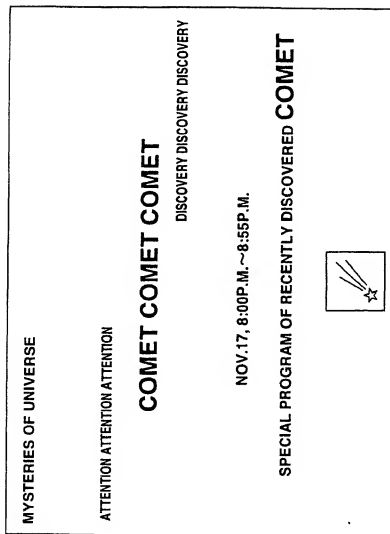 MYSTERIES OF UNIVERSE
ATTENTION ATTENTION ATTENTION
COMET COMET COMET
DISCOVERY DISCOVERY DISCOVERY
NOV.17, 8:00P.M.~8:55P.M.
SPECIAL PROGRAM OF RECENTLY DISCOVERED COMET